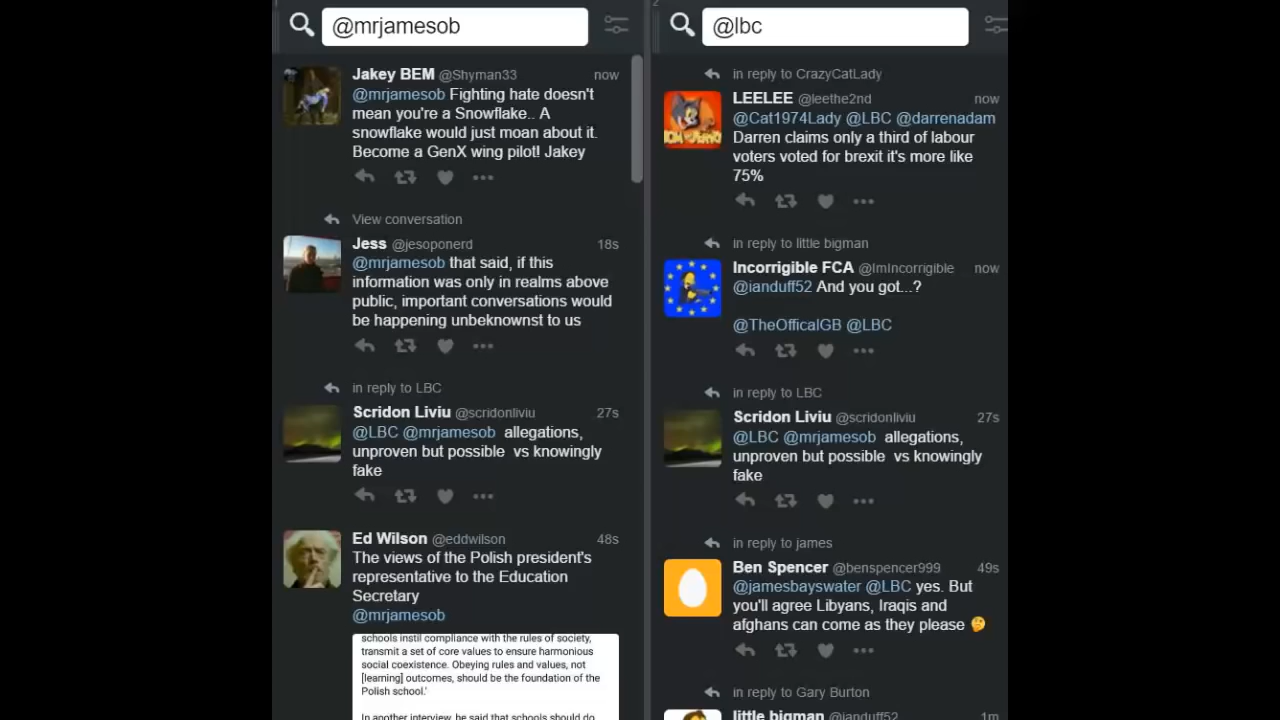 @mrjamesob
Jakey BEM @Shyman33 now
@mrjamesob Fighting hate doesn't
mean you're a Snowflake.. A
snowflake would just moan about it.
Become a GenX wing pilot! Jakey
View conversation
Jess @jesoponerd 18s
@mrjamesob that said, if this
information was only in realms above
public, important conversations would
be happening unbeknownst to us
in reply to LBC
Scridon Liviu @scridonliviu 27s
@LBC @mrjamesob allegations,
unproven but possible vs knowingly
fake
Ed Wilson @eddwilson 48s
The views of the Polish president's
representative to the Education
Secretary
@mrjamesob
schools instil compliance with the rules of society,
transmit a set of core values to ensure harmonious
social coexistence. Obeying rules and values, not
[learning] outcomes, should be the foundation of the
Polish school.'
In another interview, he said that schools should do
2
@lbc
in reply to CrazyCatLady
LEELEE @leethe2nd now
@Cat1974Lady @LBC @darrenadam
Darren claims only a third of labour
voters voted for brexit it's more like
75%
in reply to little bigman
Incorrigible FCA @ImIncorrigible now
@ianduff52 And you got...?
@TheOfficalGB @LBC
in reply to LBC
Scridon Liviu @scridonliviu 27s
@LBC @mrjamesob allegations,
unproven but possible vs knowingly
fake
in reply to james
Ben Spencer @benspencer999 49s
@jamesbayswater @LBC yes. But
you'll agree Libyans, Iraqis and
afghans can come as they please 🤔
in reply to Gary Burton
little bigman @ianduff52 1m